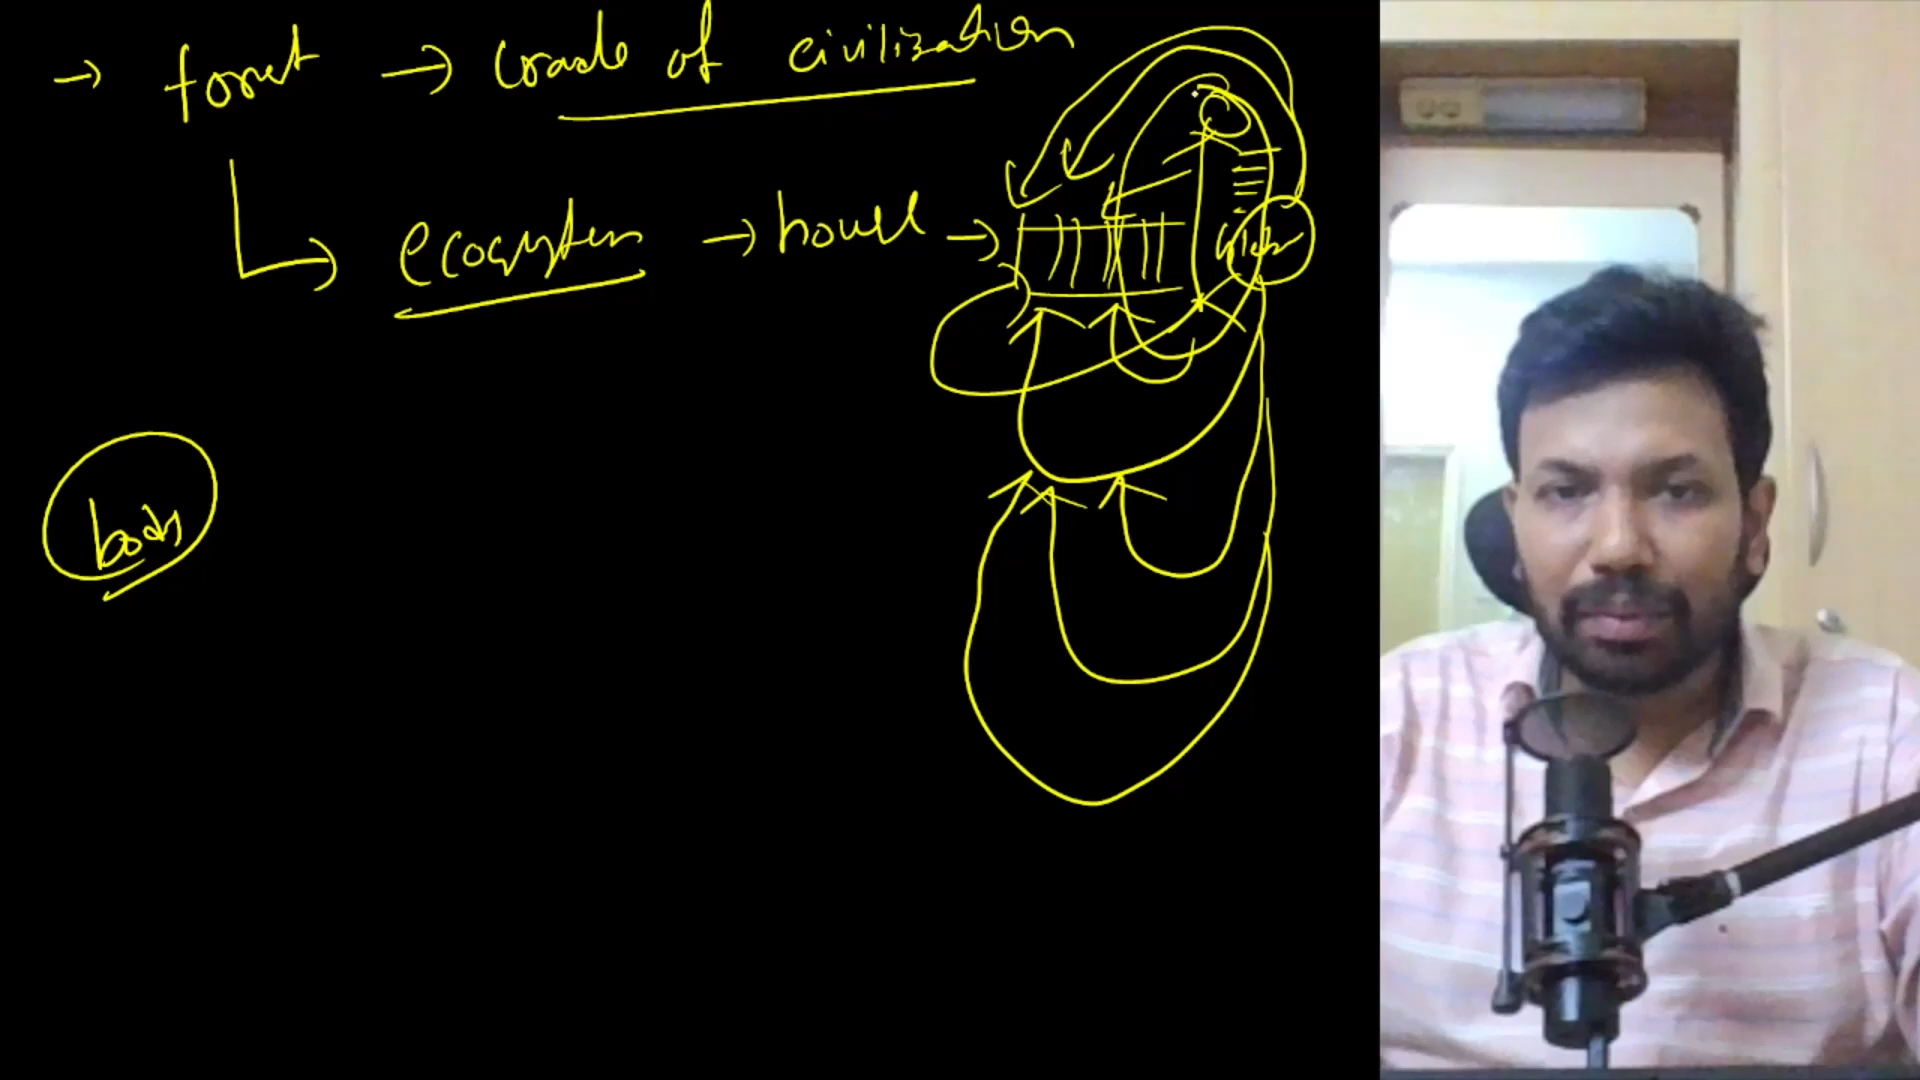 → forest → cradle of civilization
↳ ecosystem → house →
body